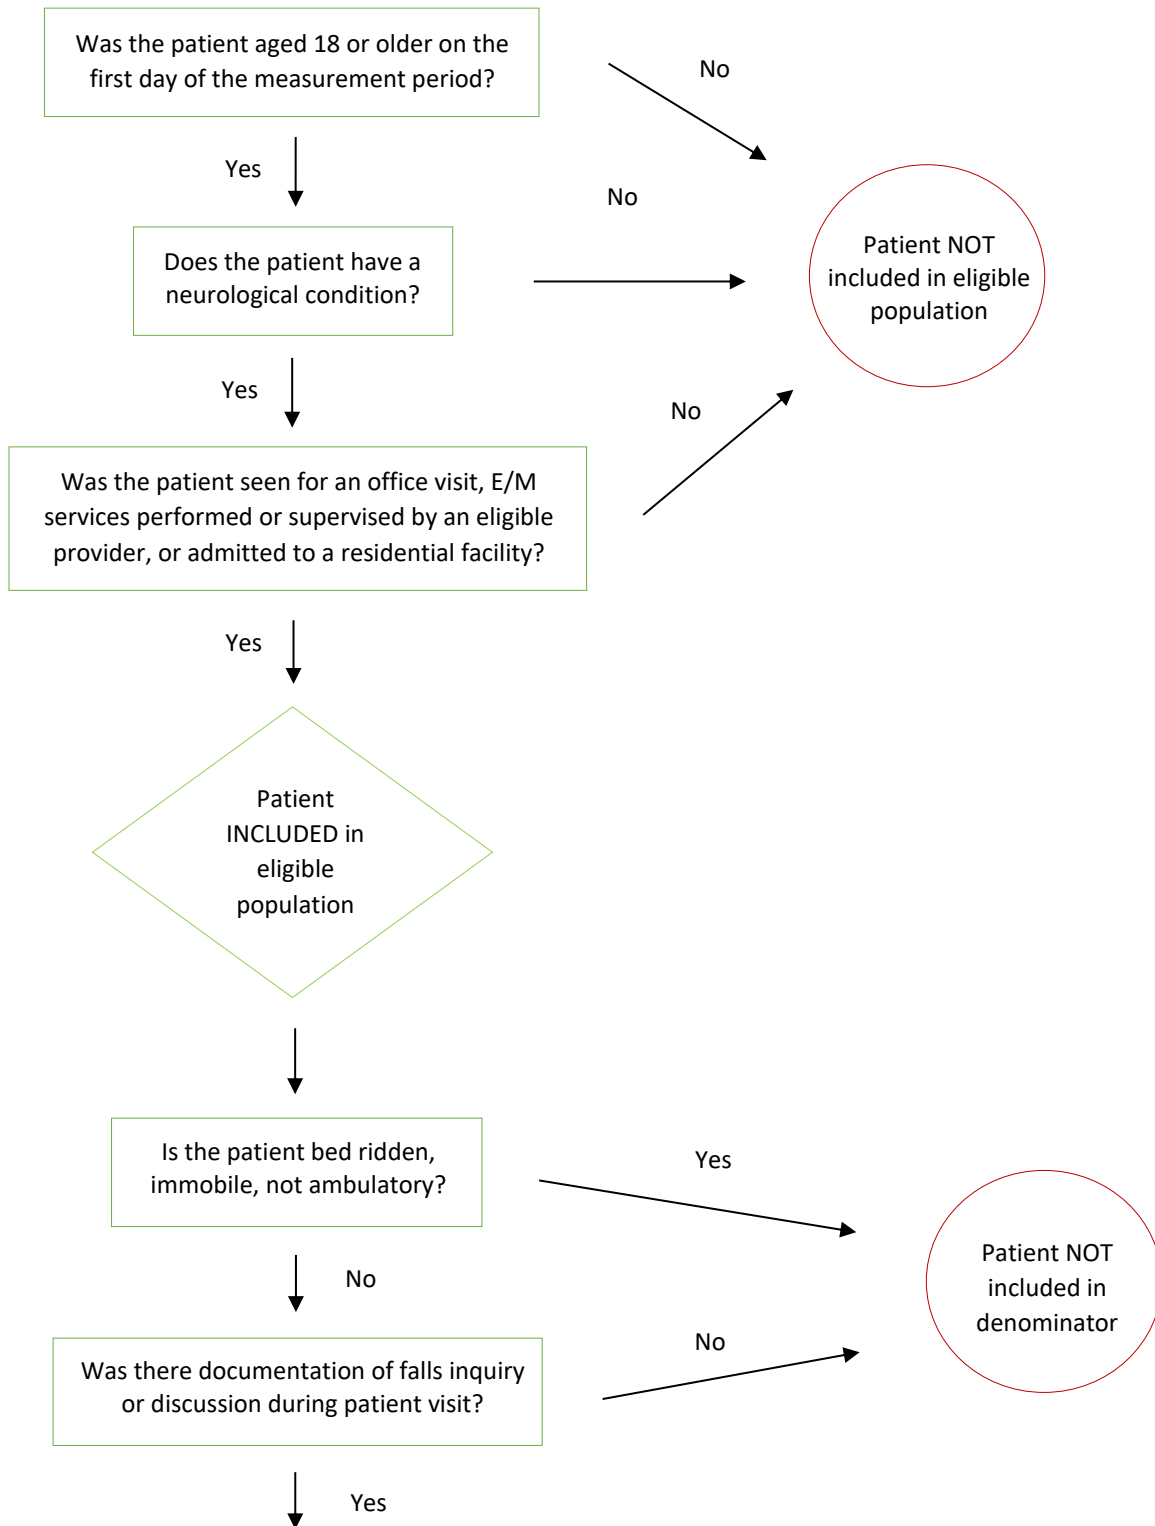 Was the patient aged 18 or older on the
first day of the measurement period?
No
Yes
No
Does the patient have a
neurological condition?
Patient NOT
included in eligible
population
Yes
No
Was the patient seen for an office visit, E/M
services performed or supervised by an eligible
provider, or admitted to a residential facility?
Yes
Patient
INCLUDED in
eligible
population
Is the patient bed ridden,
immobile, not ambulatory?
Yes
Patient NOT
included in
denominator
No
No
Was there documentation of falls inquiry
or discussion during patient visit?
Yes